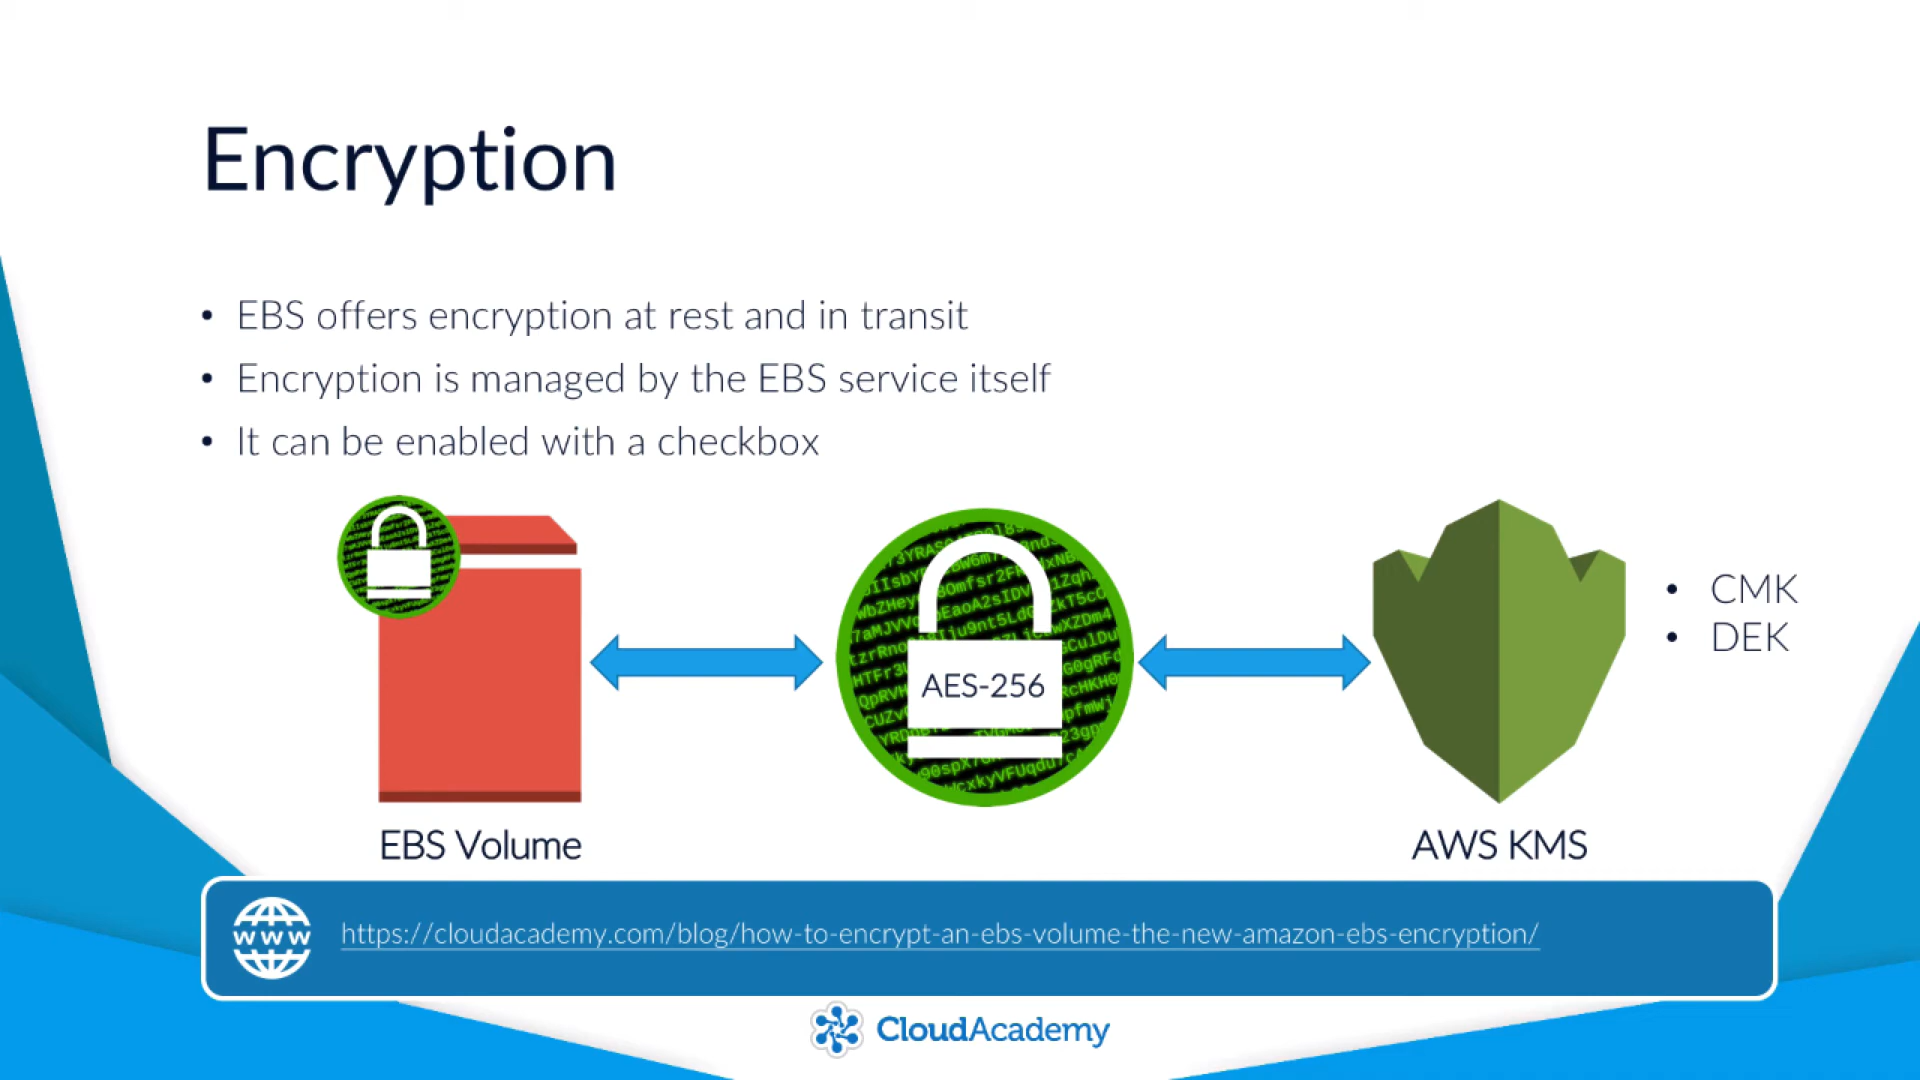 Encryption
• EBS offers encryption at rest and in transit
• Encryption is managed by the EBS service itself
• It can be enabled with a checkbox
AES-256
• CMK
• DEK
EBS Volume
AWS KMS
www
https://cloudacademy.com/blog/how-to-encrypt-an-ebs-volume-the-new-amazon-ebs-encryption/
CloudAcademy